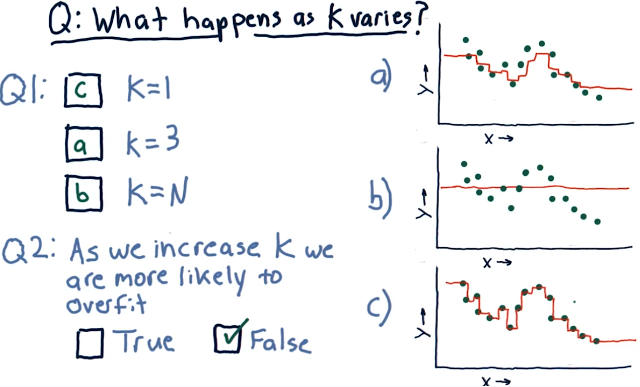 Q: What happens as K varies?
Q1: c K=1
a k=3
b K=N
Q2: As we increase K we
are more likely to
overfit
True ✓ False
a)
Y →
X →
b)
Y →
X →
c)
Y →
X →